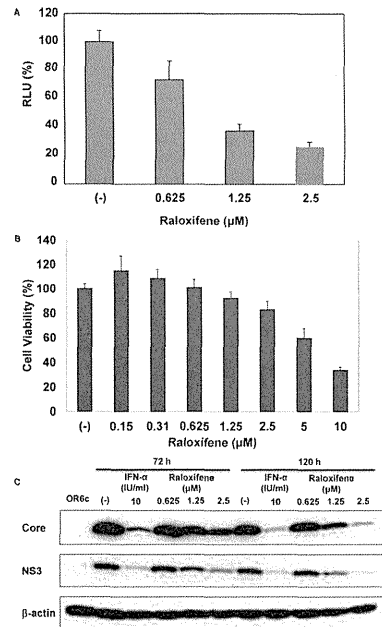 A
120
100
80
60
40
20
0
RLU (%)
(-) 0.625 1.25 2.5
Raloxifene (µM)
B
140
120
100
80
60
40
20
0
Cell Viability (%)
(-) 0.15 0.31 0.625 1.25 2.5 5 10
Raloxifene (µM)
72 h 120 h
C
IFN-α Raloxifene IFN-α Raloxifene
(IU/ml) (µM) (IU/ml) (µM)
OR6c (-) 10 0.625 1.25 2.5 (-) 10 0.625 1.25 2.5
Core
NS3
β-actin